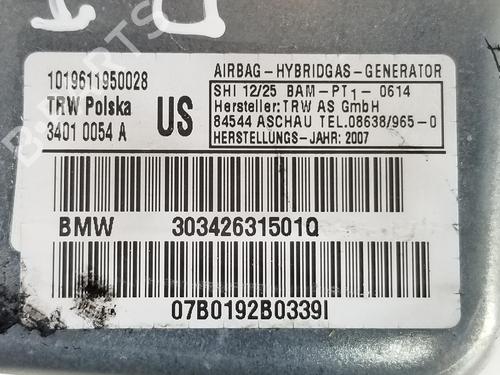 1019611950028
TRW Polska
3401 0054 A
US
AIRBAG-HYBRIDGAS-GENERATOR
SHI 12/25 BAM-PT1-0614
Hersteller:TRW AS GmbH
84544 ASCHAU TEL.08638/965-0
HERSTELLUNGS-JAHR:2007
BMW 30342631501Q
07B0192B0339I